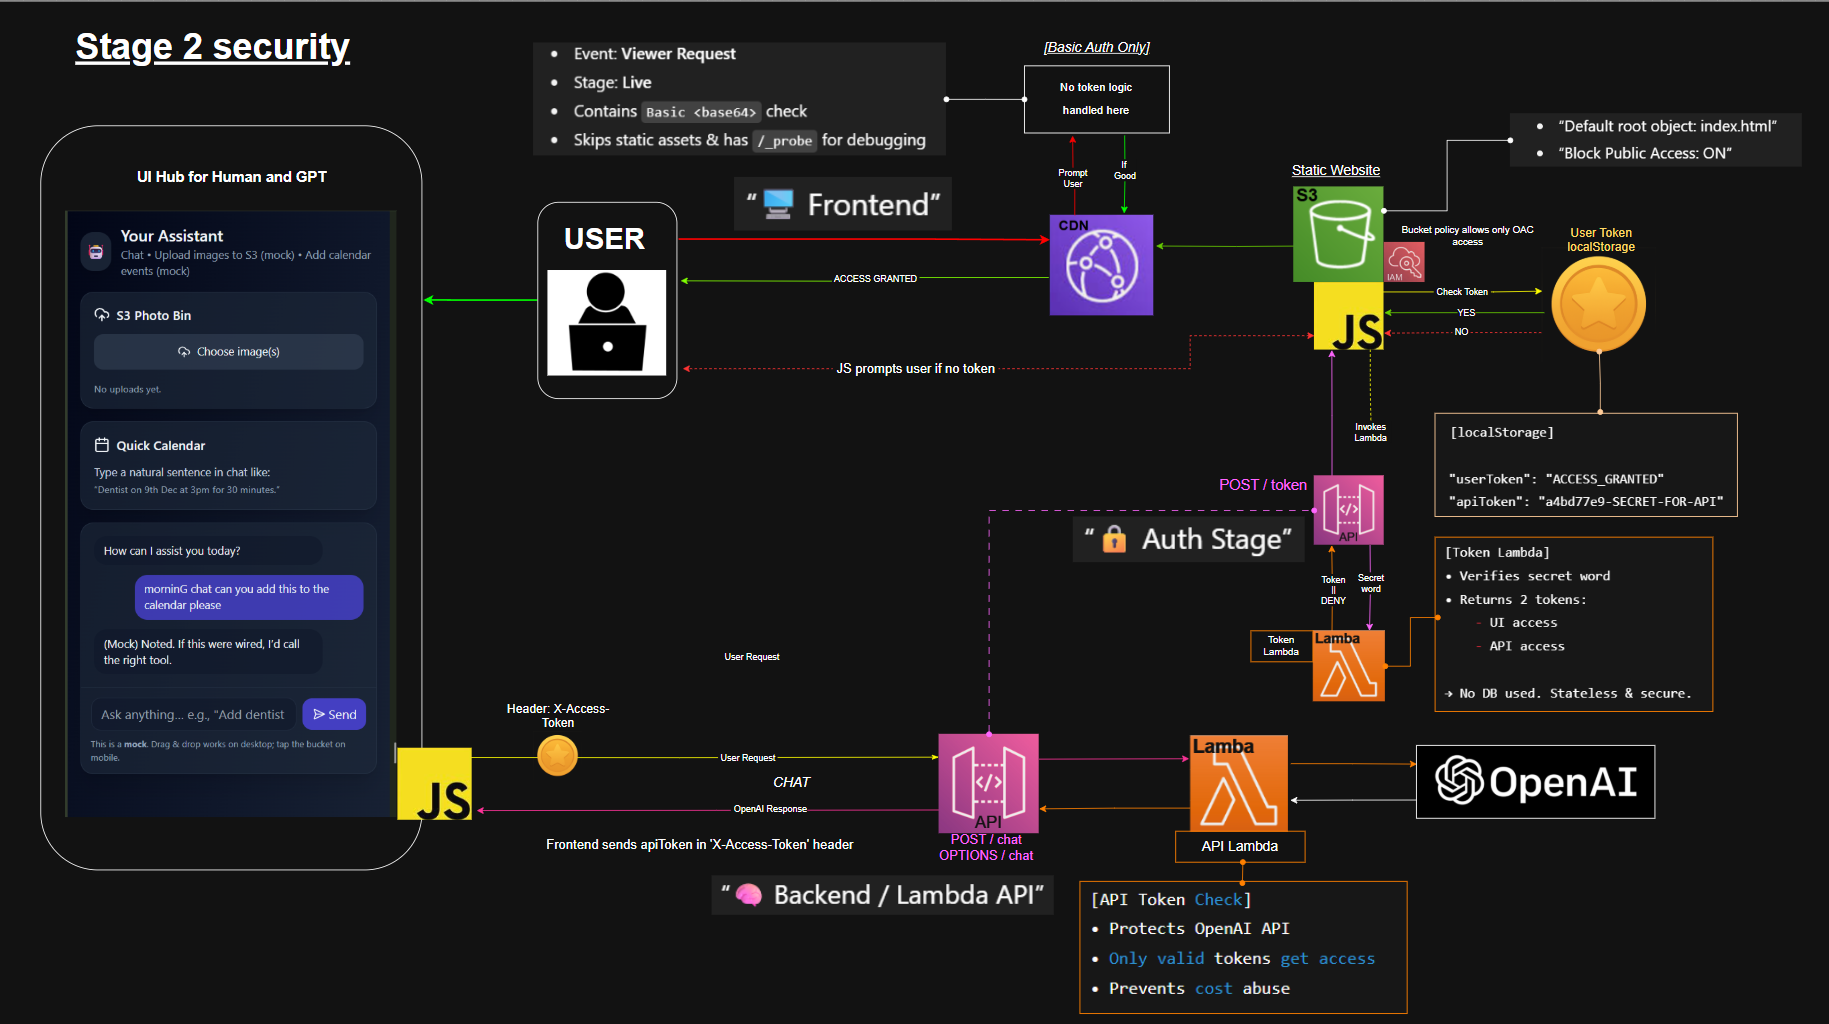 Stage 2 security
• Event: Viewer Request
• Stage: Live
• Contains Basic <base64> check
• Skips static assets & has /_probe for debugging
[Basic Auth Only]
No token logic
handled here
• “Default root object: index.html”
• “Block Public Access: ON”
UI Hub for Human and GPT
Your Assistant
Chat • Upload images to S3 (mock) • Add calendar
events (mock)
S3 Photo Bin
Choose image(s)
No uploads yet.
Quick Calendar
Type a natural sentence in chat like:
"Dentist on 9th Dec at 3pm for 30 minutes."
How can I assist you today?
morninG chat can you add this to the
calendar please
(Mock) Noted. If this were wired, I'd call
the right tool.
Ask anything... e.g., "Add dentist
Send
This is a mock. Drag & drop works on desktop; tap the bucket on
mobile.
JS
“ Frontend”
USER
Prompt
User
If
Good
CDN
ACCESS GRANTED
Static Website
S3
Bucket policy allows only OAC
access
IAM
User Token
localStorage
JS
Check Token
YES
NO
JS prompts user if no token
Invokes
Lambda
[localStorage]
"userToken": "ACCESS_GRANTED"
"apiToken": "a4bd77e9-SECRET-FOR-API"
POST / token
API
“ Auth Stage”
Token
||
DENY
Secret
word
Token
Lambda
Lamba
[Token Lambda]
• Verifies secret word
• Returns 2 tokens:
- UI access
- API access
→ No DB used. Stateless & secure.
User Request
Header: X-Access-
Token
User Request
CHAT
OpenAI Response
Frontend sends apiToken in 'X-Access-Token' header
API
POST / chat
OPTIONS / chat
“ Backend / Lambda API”
Lamba
API Lambda
OpenAI
[API Token Check]
• Protects OpenAI API
• Only valid tokens get access
• Prevents cost abuse